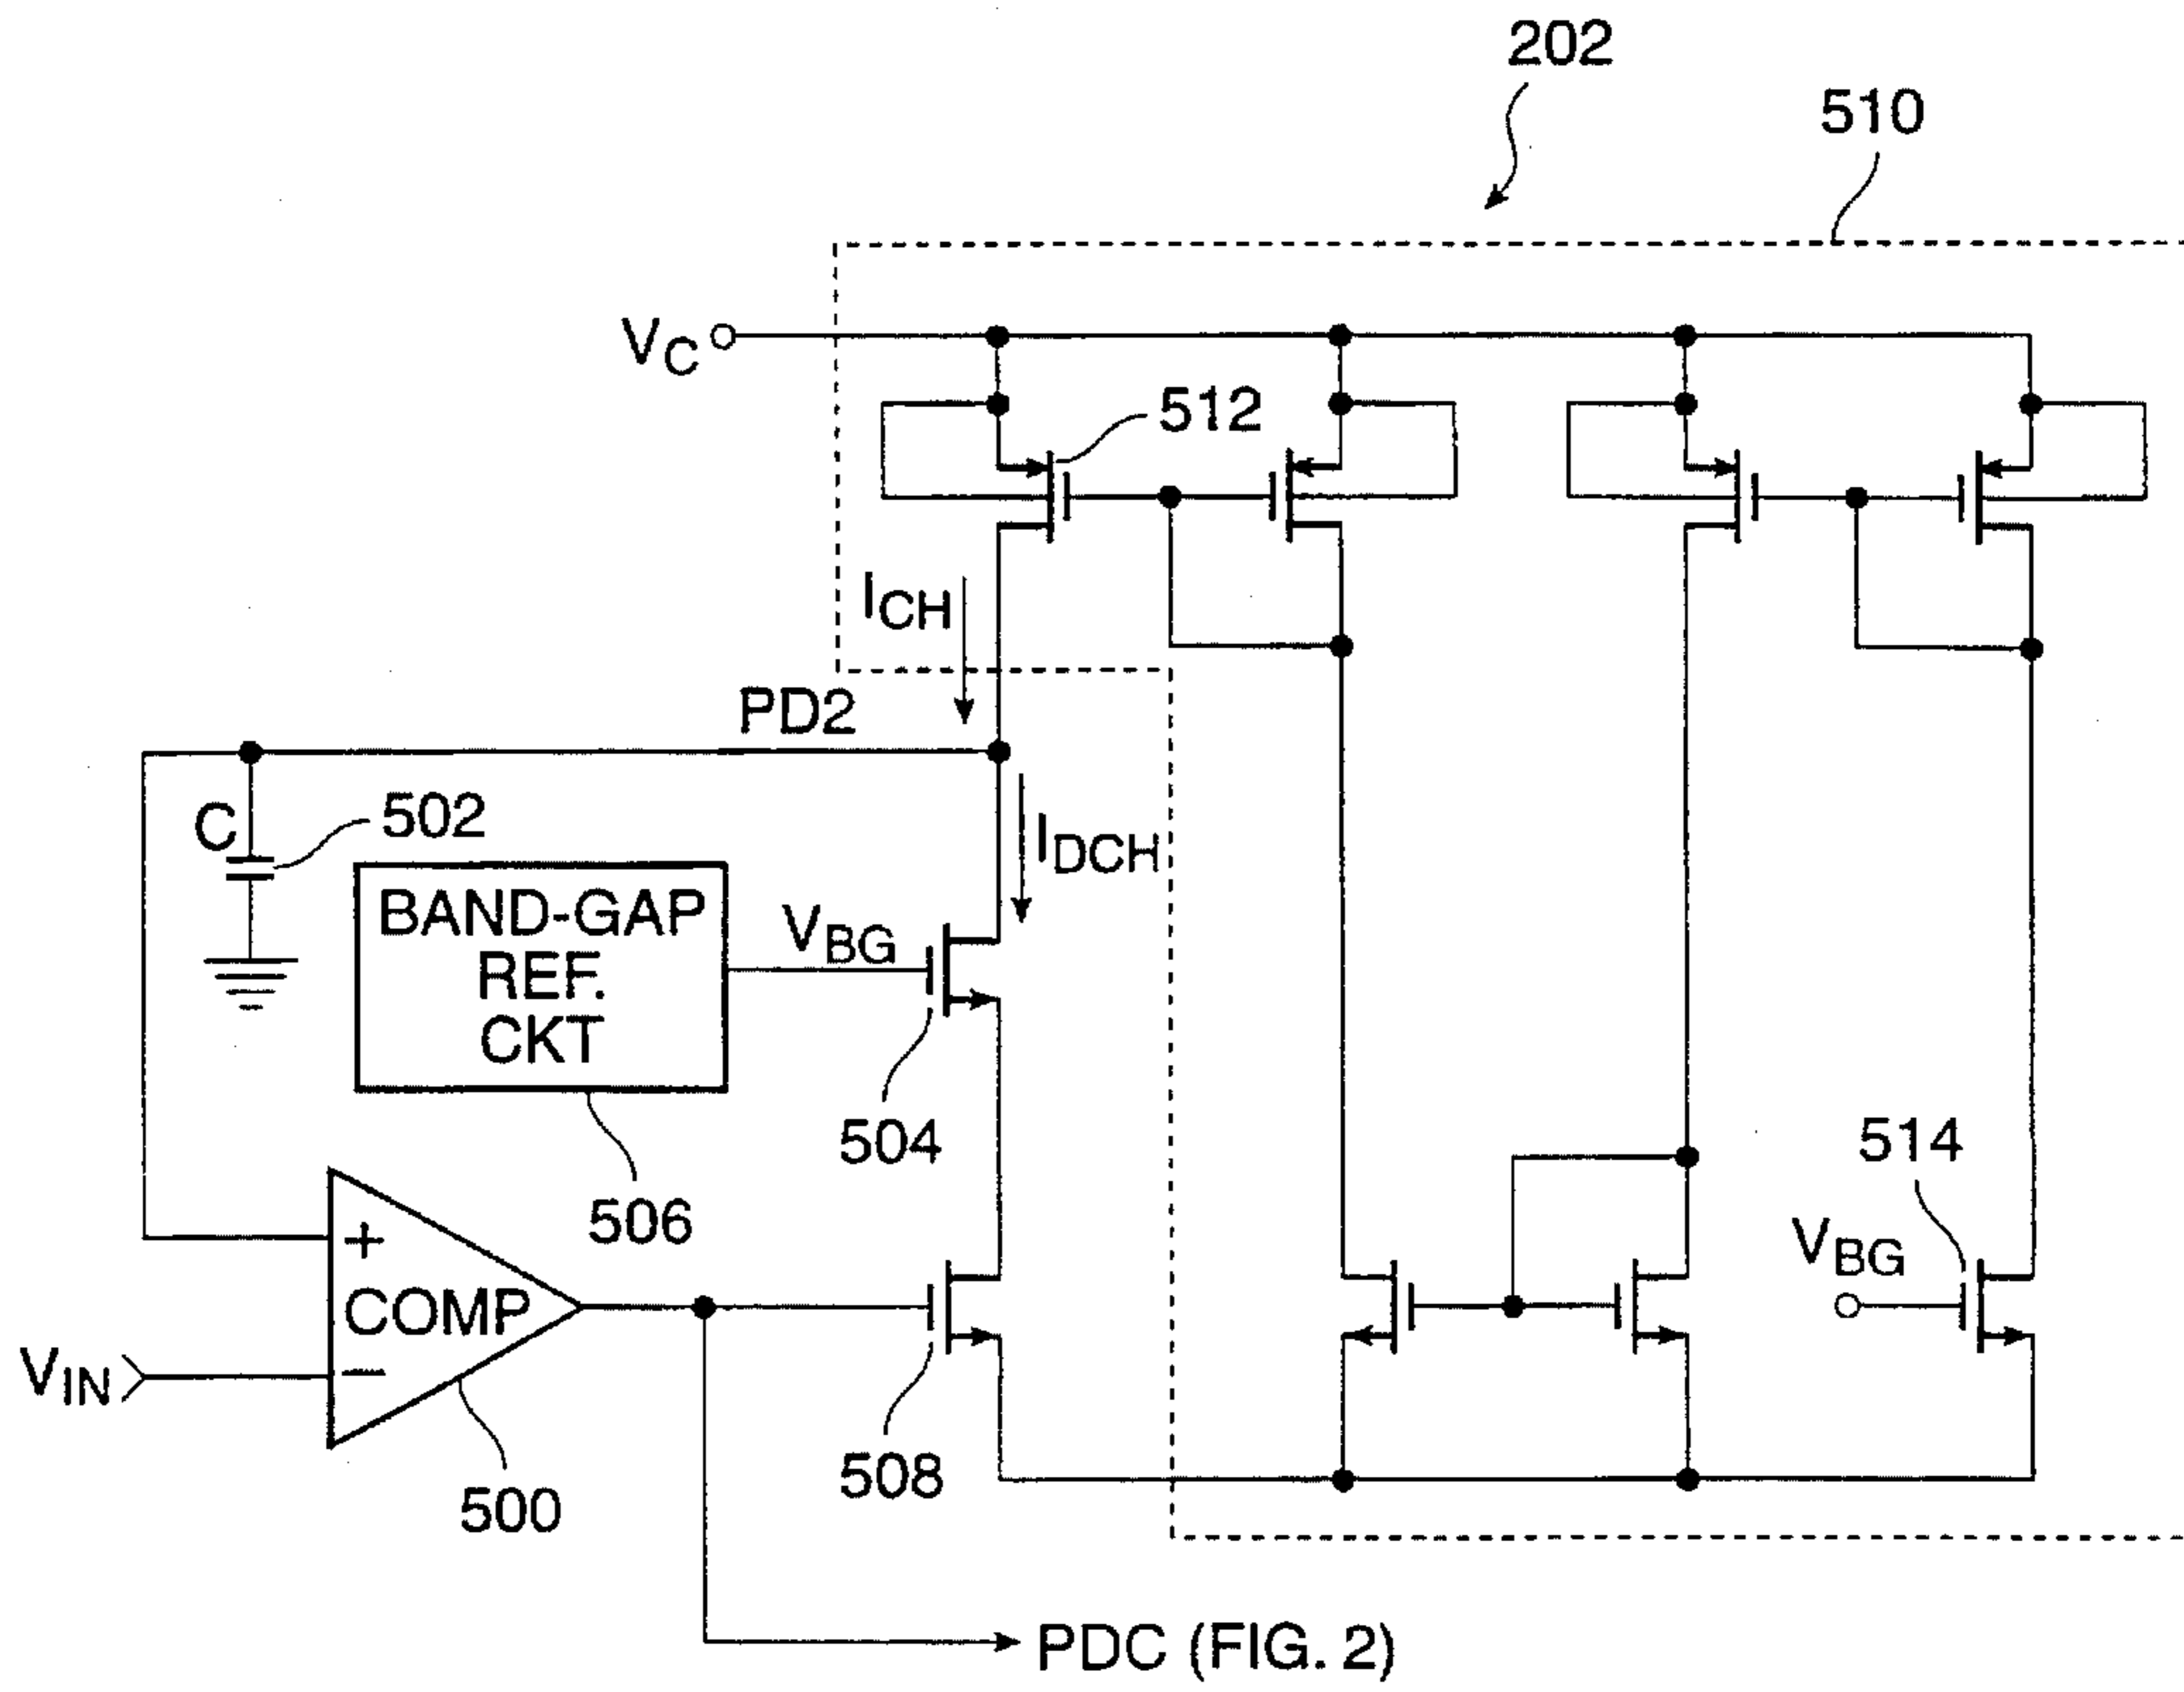 202
510
VC
512
ICH
PD2
C
502
IDCH
BAND-GAP
REF.
CKT
VBG
504
506
514
VBG
+
COMP
−
VIN
500
508
PDC (FIG. 2)